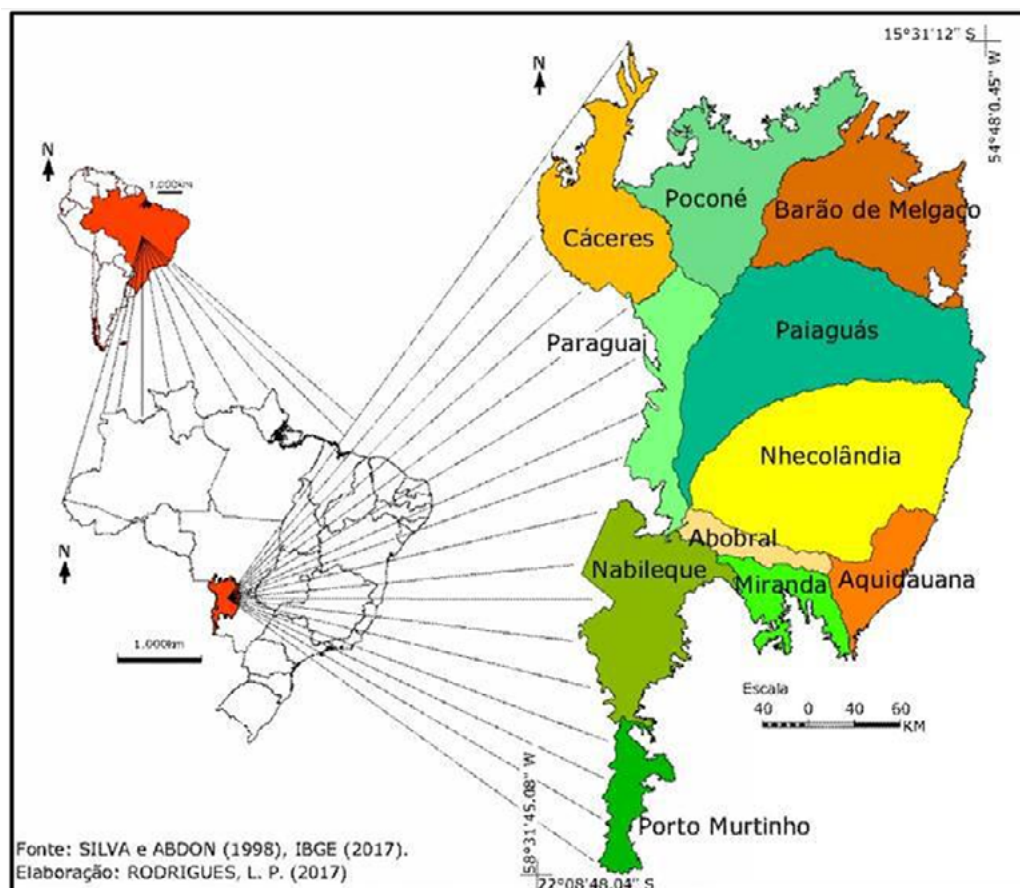 15°31'12" S
54°48'0.45" W
N
N
1,000km
Poconé
Barão de Melgaço
Cáceres
Paraguai
Paiaguás
Nhecolândia
Abobral
N
Nabileque
Miranda
Aquidauana
1,000km
Escala
40 0 40 60
KM
Porto Murtinho
58°31'45.08" W
22°08'48.04" S
Fonte: SILVA e ABDON (1998), IBGE (2017).
Elaboração: RODRIGUES, L. P. (2017)